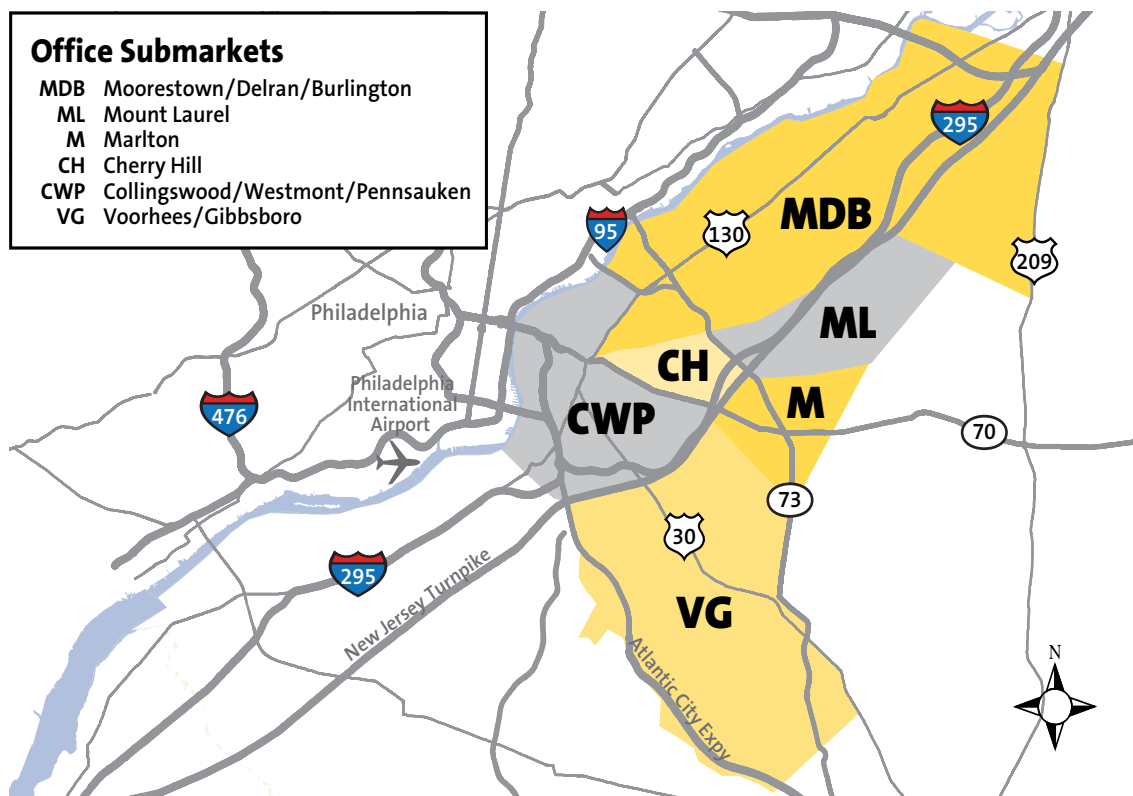 Office Submarkets
MDB Moorestown/Delran/Burlington
ML Mount Laurel
M Marlton
CH Cherry Hill
CWP Collingswood/Westmont/Pennsauken
VG Voorhees/Gibbsboro
295
MDB
95
130
209
Philadelphia
ML
CH
Philadelphia
International
Airport
M
476
CWP
70
73
30
295
New Jersey Turnpike
VG
Atlantic City Expy
N